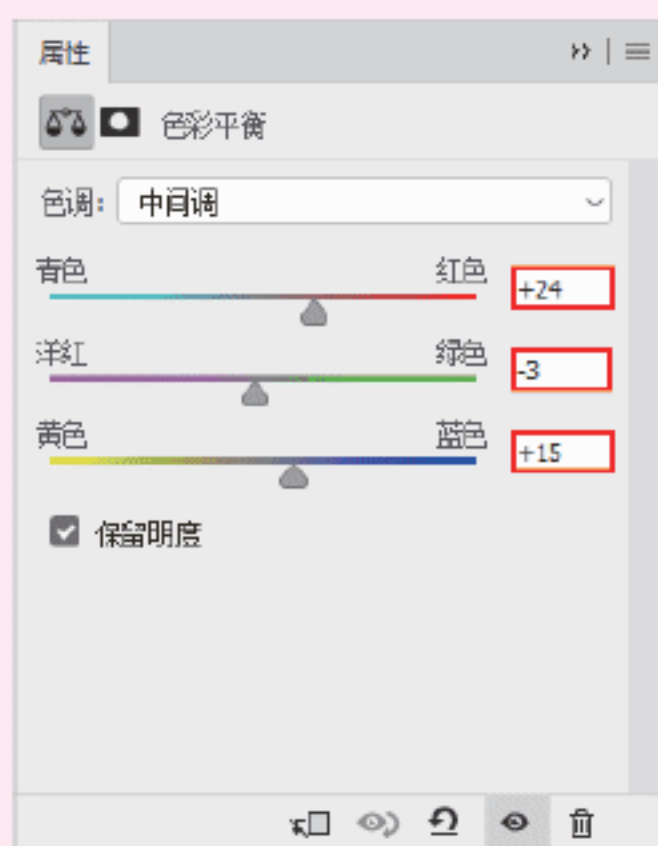 属性
色彩平衡
色调: 中间调
青色 红色 +24
洋红 绿色 -3
黄色 蓝色 +15
保留明度